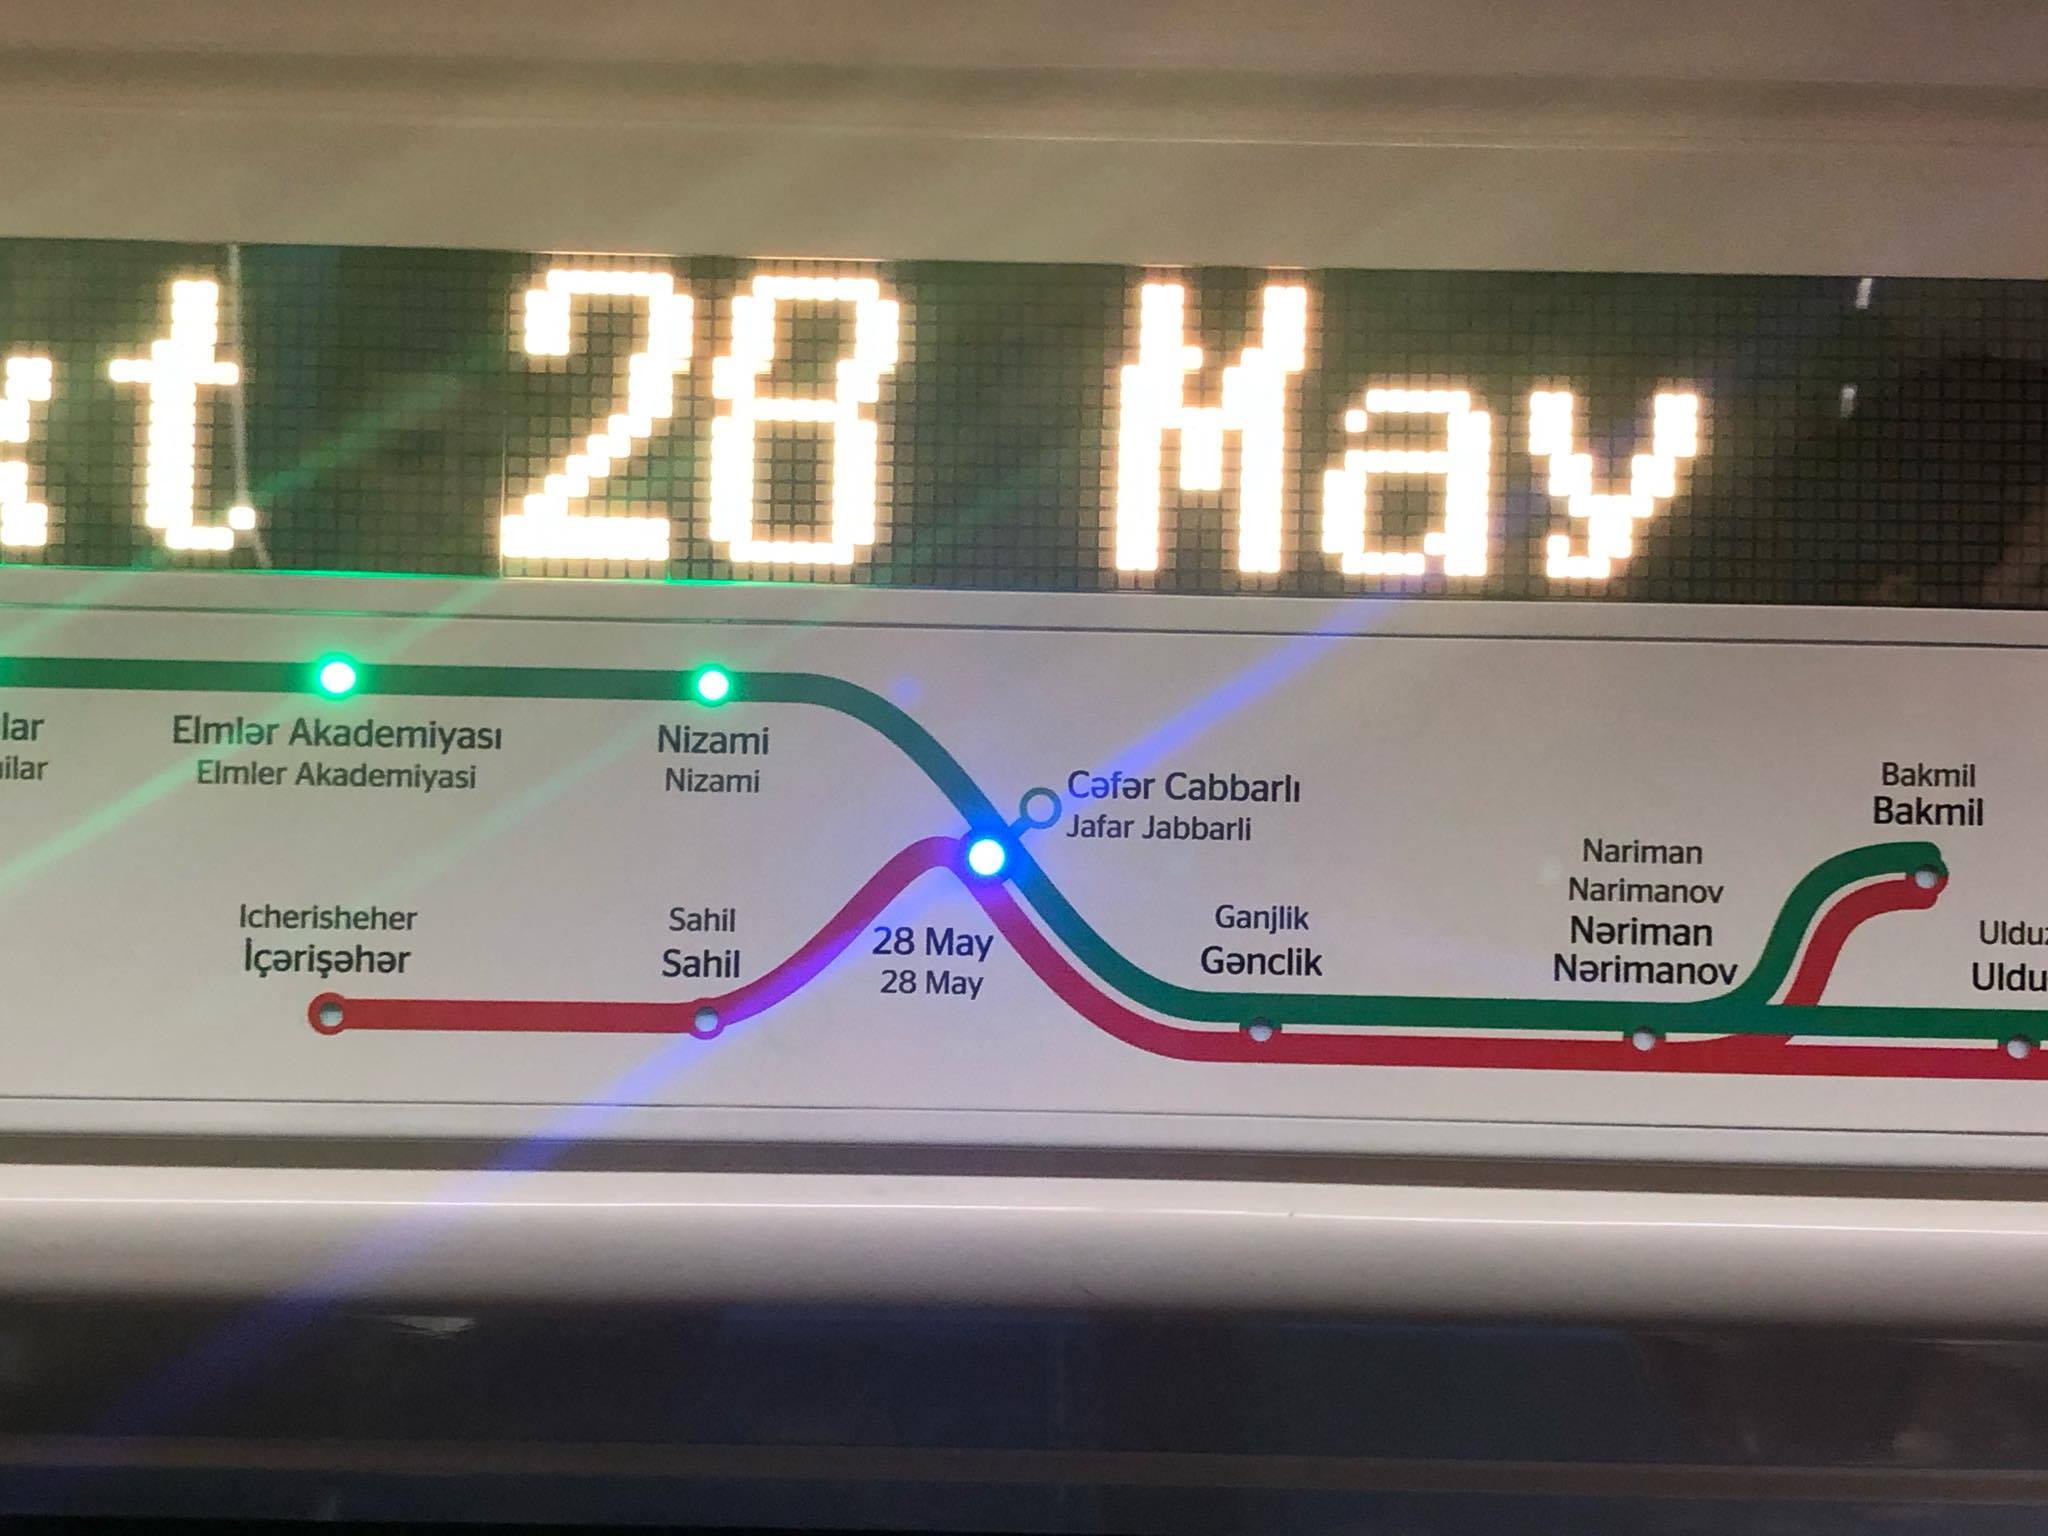 28 May
Elmlər Akademiyası
Elmler Akademiyasi
Nizami
Nizami
Cəfər Cabbarlı
Jafar Jabbarli
Icherisheher
İçərişəhər
Sahil
Sahil
28 May
28 May
Ganjlik
Gənclik
Nariman
Narimanov
Nəriman
Nərimanov
Bakmil
Bakmil